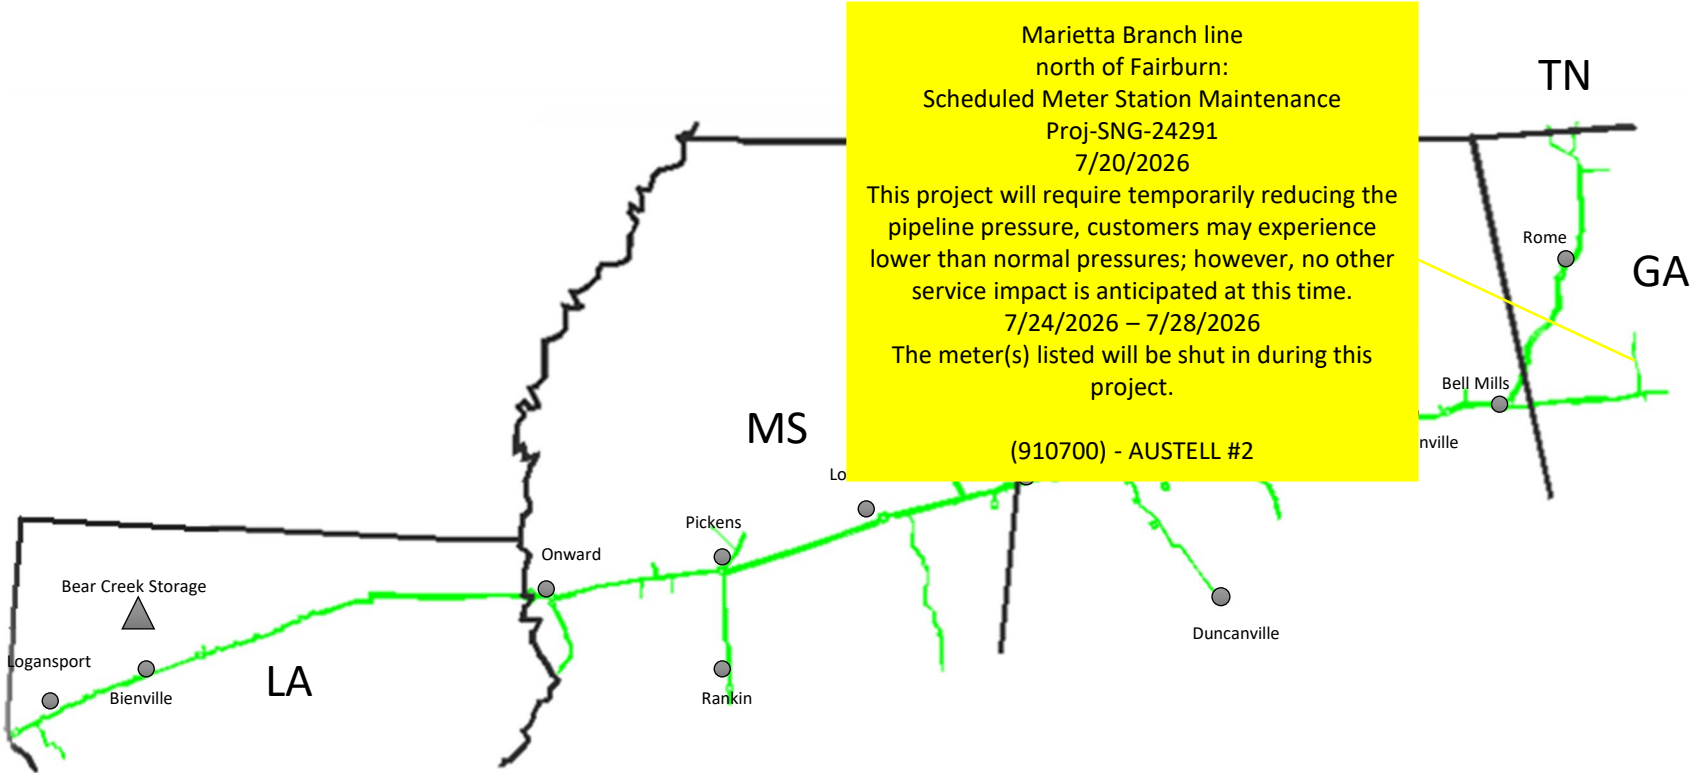 Marietta Branch line
north of Fairburn:
Scheduled Meter Station Maintenance
Proj-SNG-24291
7/20/2026
This project will require temporarily reducing the
pipeline pressure, customers may experience
lower than normal pressures; however, no other
service impact is anticipated at this time.
7/24/2026 – 7/28/2026
The meter(s) listed will be shut in during this
project.
(910700) - AUSTELL #2
TN
Rome
GA
Bell Mills
nville
MS
Lo
Pickens
Onward
Bear Creek Storage
Duncanville
Logansport
LA
Bienville
Rankin